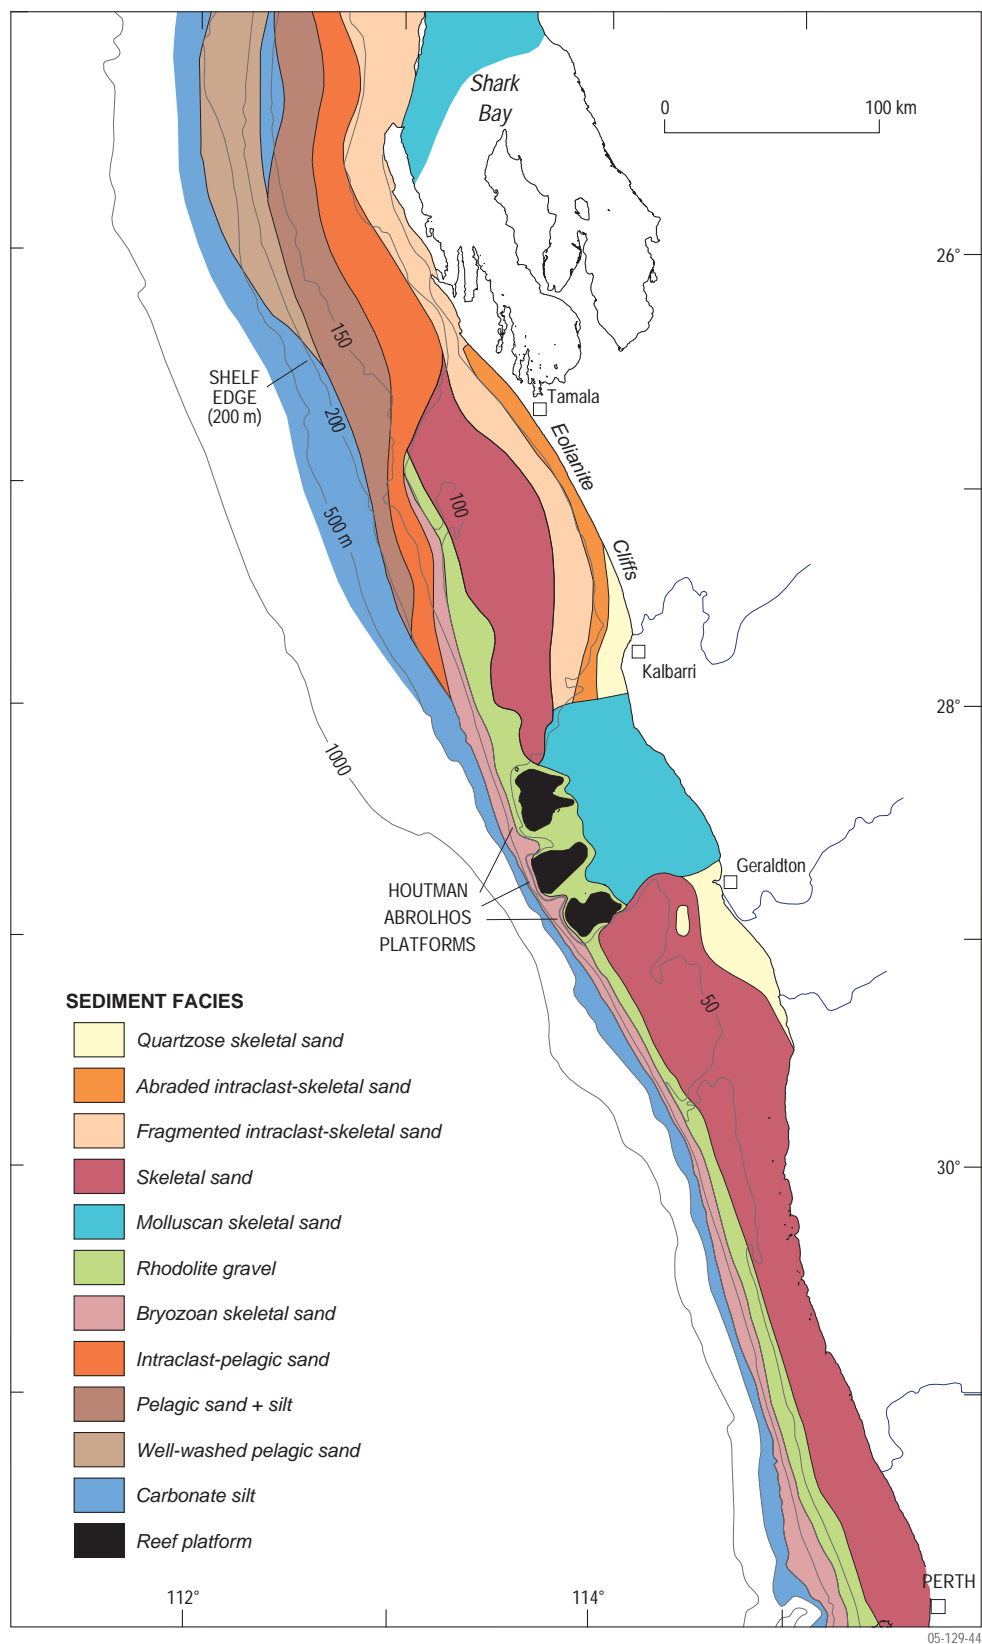 Shark
Bay
0 100 km
26°
150
SHELF
EDGE
(200 m)
200
Tamala
Eolianite
Cliffs
100
500 m
Kalbarri
28°
1000
Geraldton
HOUTMAN
ABROLHOS
PLATFORMS
50
SEDIMENT FACIES
Quartzose skeletal sand
Abraded intraclast-skeletal sand
Fragmented intraclast-skeletal sand
Skeletal sand
Molluscan skeletal sand
Rhodolite gravel
Bryozoan skeletal sand
Intraclast-pelagic sand
Pelagic sand + silt
Well-washed pelagic sand
Carbonate silt
Reef platform
30°
112°
114°
PERTH
05-129-44